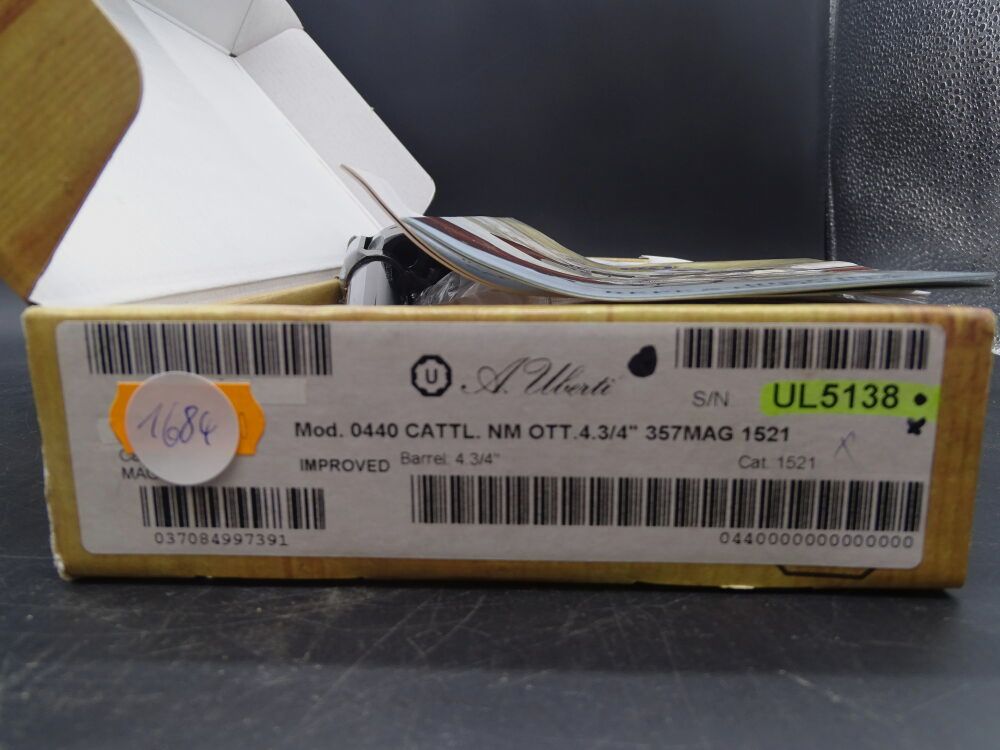 U A. Uberti
S/N UL5138
1684
Mod. 0440 CATTL. NM OTT.4.3/4" 357MAG 1521
IMPROVED Barrel: 4.3/4" Cat. 1521
037084997391
0440000000000000